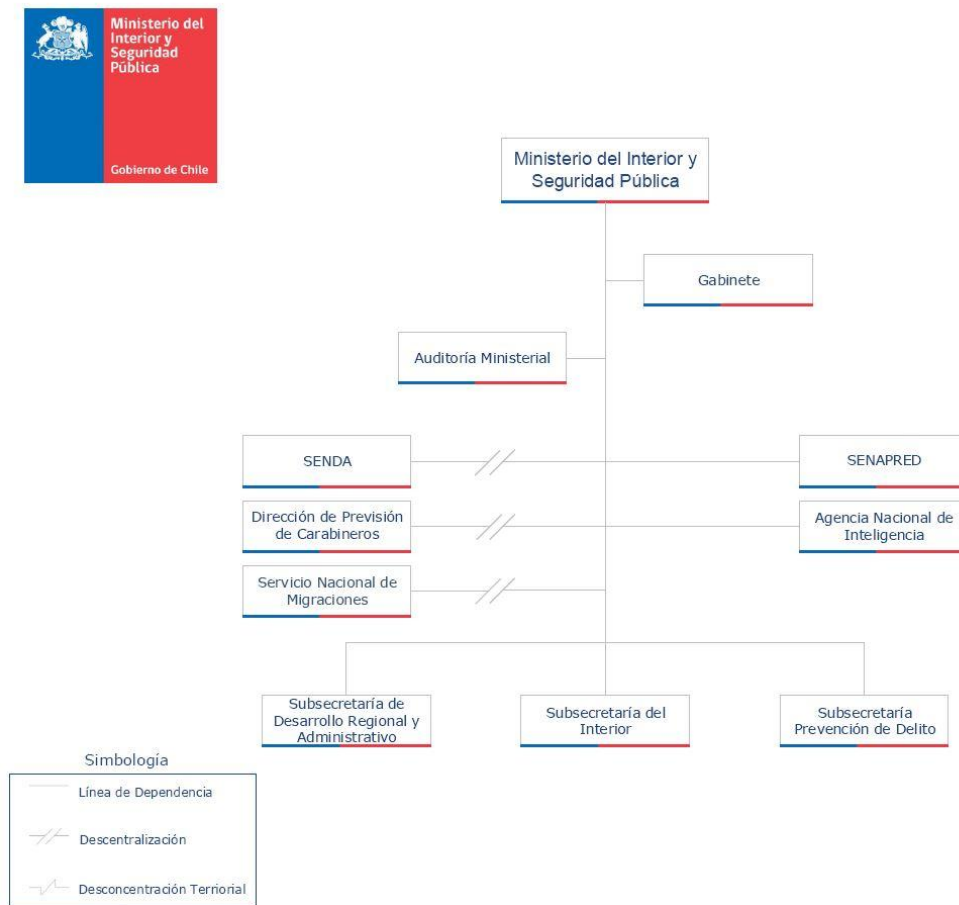 Ministerio del
Interior y
Seguridad
Pública
Gobierno de Chile
Ministerio del Interior y
Seguridad Pública
Gabinete
Auditoría Ministerial
SENDA
SENAPRED
Dirección de Previsión
de Carabineros
Agencia Nacional de
Inteligencia
Servicio Nacional de
Migraciones
Subsecretaría de
Desarrollo Regional y
Administrativo
Subsecretaría del
Interior
Subsecretaría
Prevención de Delito
Simbología
Línea de Dependencia
Descentralización
Desconcentración Terriorial